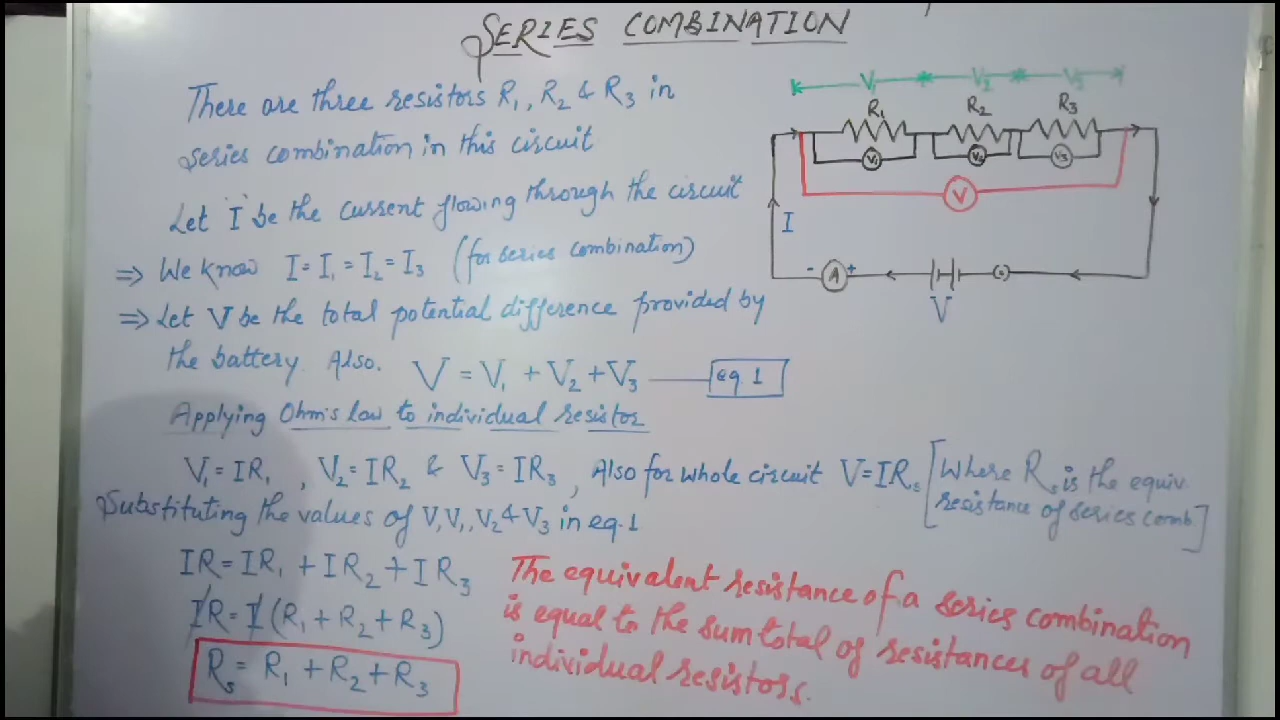 SERIES COMBINATION
There are three resistors R₁, R₂ & R₃ in
series combination in this circuit
Let I be the current flowing through the circuit
⇒ We know I = I₁ = I₂ = I₃ (for series combination)
⇒ Let V be the total potential difference provided by
the battery. Also. V = V₁ + V₂ + V₃ — eq 1
Applying Ohm's law to individual resistor
V₁ = IR₁ , V₂ = IR₂ & V₃ = IR₃ , Also for whole circuit V = IRₛ [Where Rₛ is the equiv.
resistance of series comb.]
Substituting the values of V, V₁, V₂ & V₃ in eq. 1
IR = IR₁ + IR₂ + IR₃
IR = I (R₁ + R₂ + R₃)
Rₛ = R₁ + R₂ + R₃
The equivalent resistance of a series combination
is equal to the sum total of resistances of all
individual resistors.
V₁ V₂ V₃
R₁ R₂ R₃
V₁ V₂ V₃
V
I
- A +
V